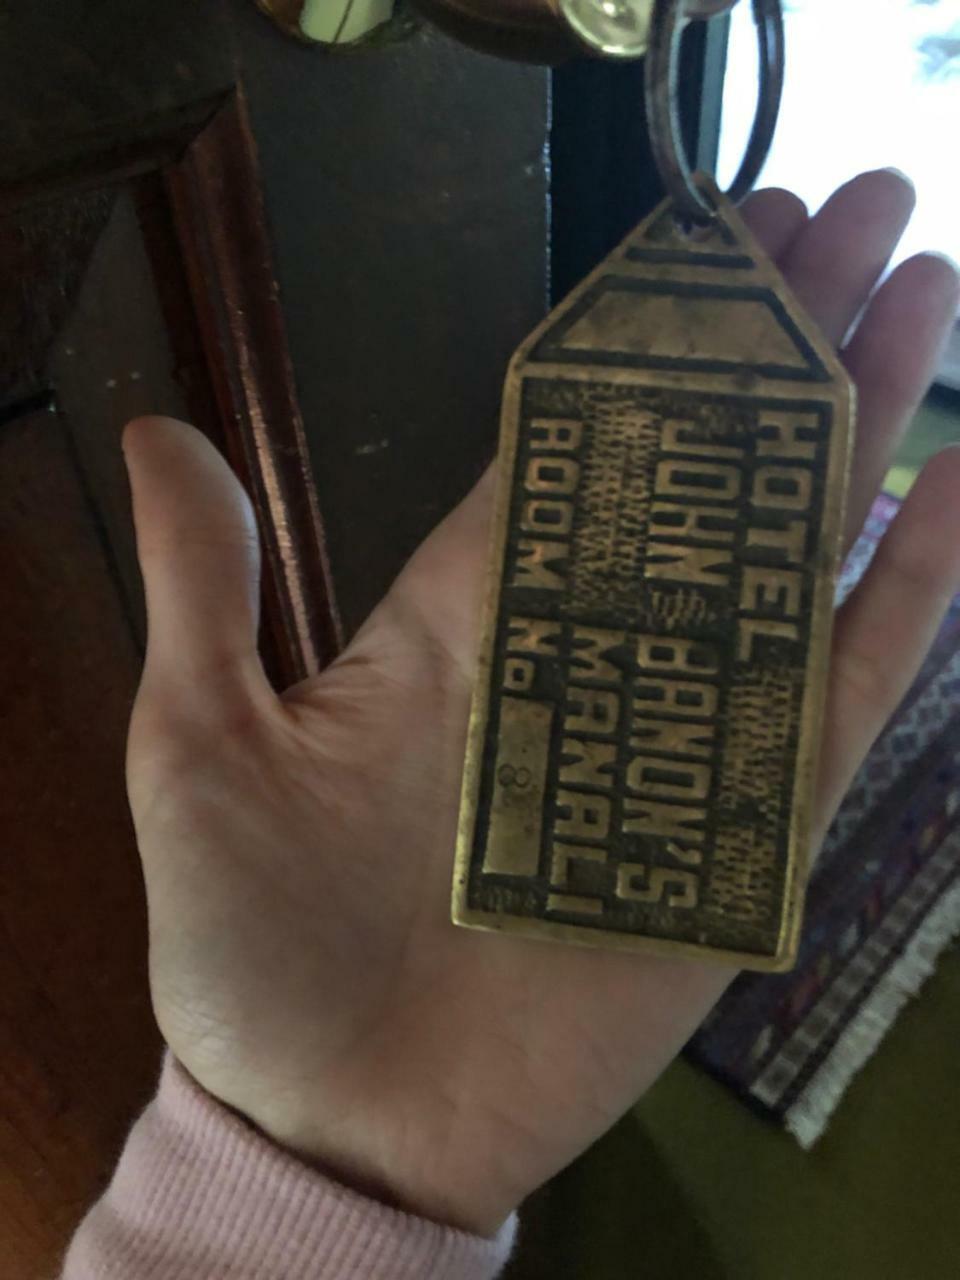 HOTEL
JOHN BANON'S
MANALI
ROOM No 8